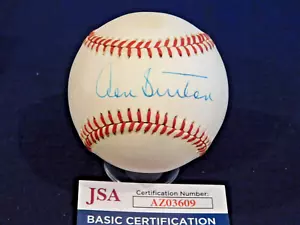 Don Sutton
JSA
Certification Number:
AZ03609
BASIC CERTIFICATION